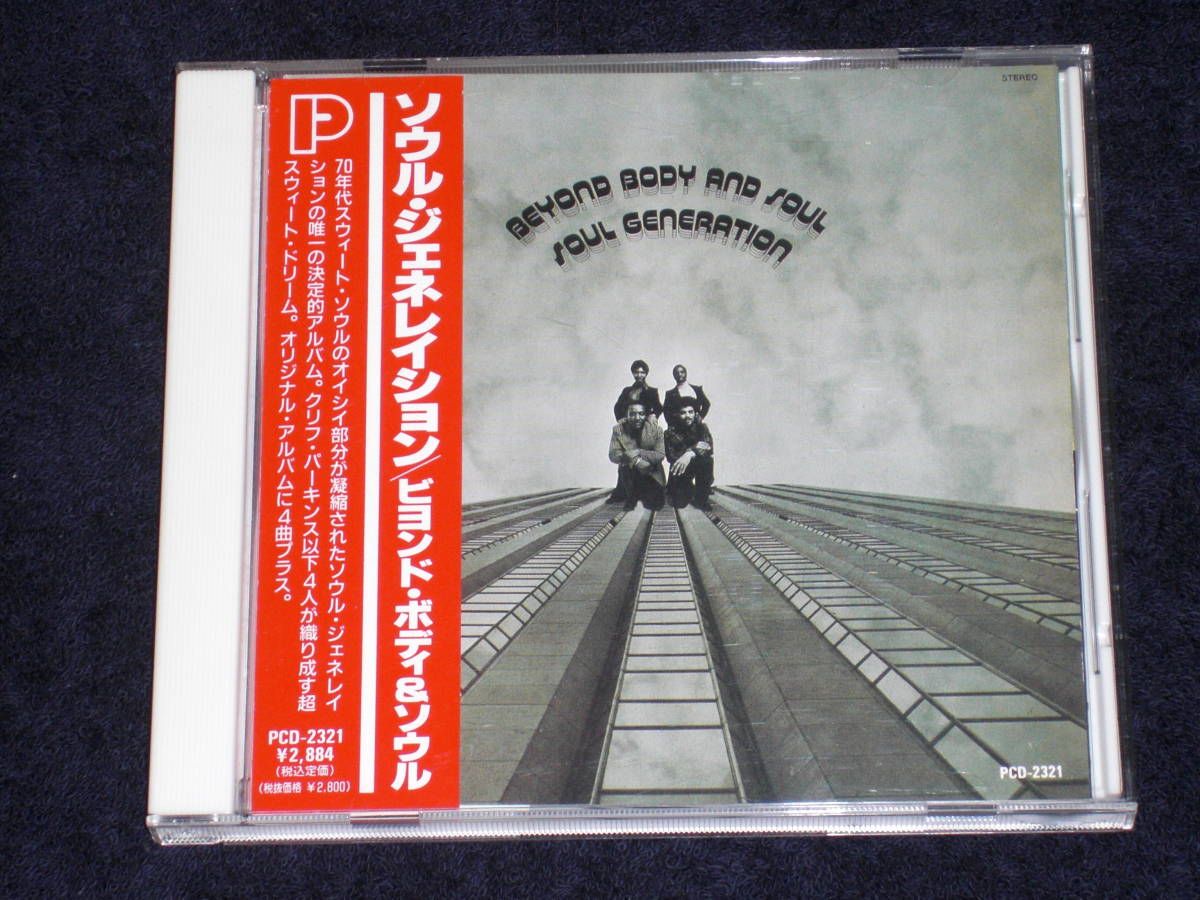 ソウル・ジェネレイション/ビヨンド・ボディ&ソウル
70年代スウィート・ソウルのオイシイ部分が凝縮されたソウル・ジェネレイ
ションの唯一の決定的アルバム。クリフ・パーキンス以下4人が織り成す超
スウィート・ドリーム。オリジナル・アルバムに4曲プラス。
PCD-2321
¥2,884
(税込定価)
(税抜価格 ¥2,800)
STEREO
BEYOND BODY AND SOUL
SOUL GENERATION
PCD-2321